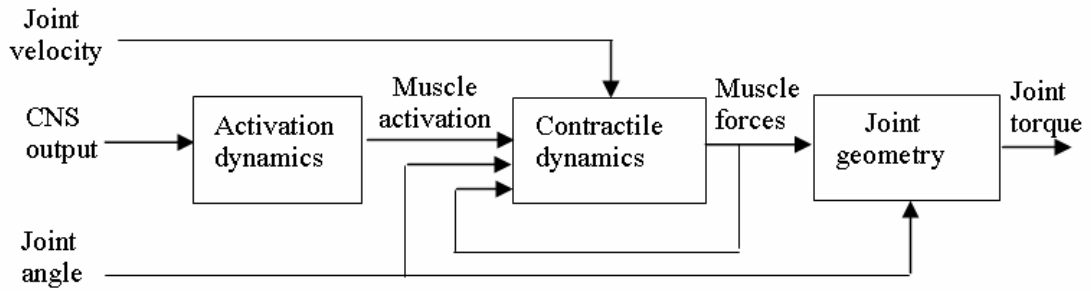 Joint
velocity
CNS
output
Activation
dynamics
Muscle
activation
Contractile
dynamics
Muscle
forces
Joint
geometry
Joint
torque
Joint
angle